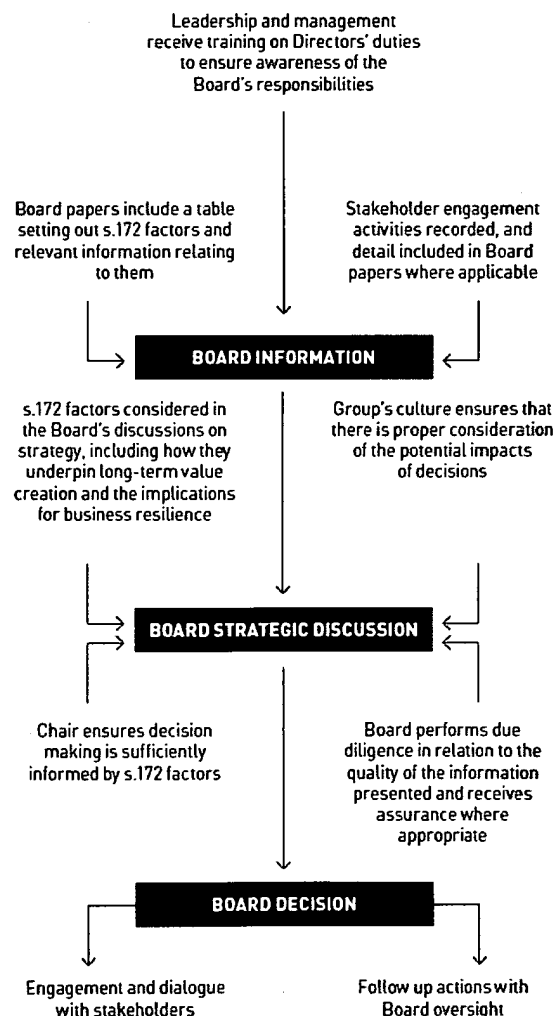 Leadership and management
receive training on Directors' duties
to ensure awareness of the
Board's responsibilities
Board papers include a table
setting out s.172 factors and
relevant information relating
to them
Stakeholder engagement
activities recorded, and
detail included in Board
papers where applicable
BOARD INFORMATION
s.172 factors considered in
the Board's discussions on
strategy, including how they
underpin long-term value
creation and the implications
for business resilience
Group's culture ensures that
there is proper consideration
of the potential impacts
of decisions
BOARD STRATEGIC DISCUSSION
Chair ensures decision
making is sufficiently
informed by s.172 factors
Board performs due
diligence in relation to the
quality of the information
presented and receives
assurance where
appropriate
BOARD DECISION
Engagement and dialogue
with stakeholders
Follow up actions with
Board oversight